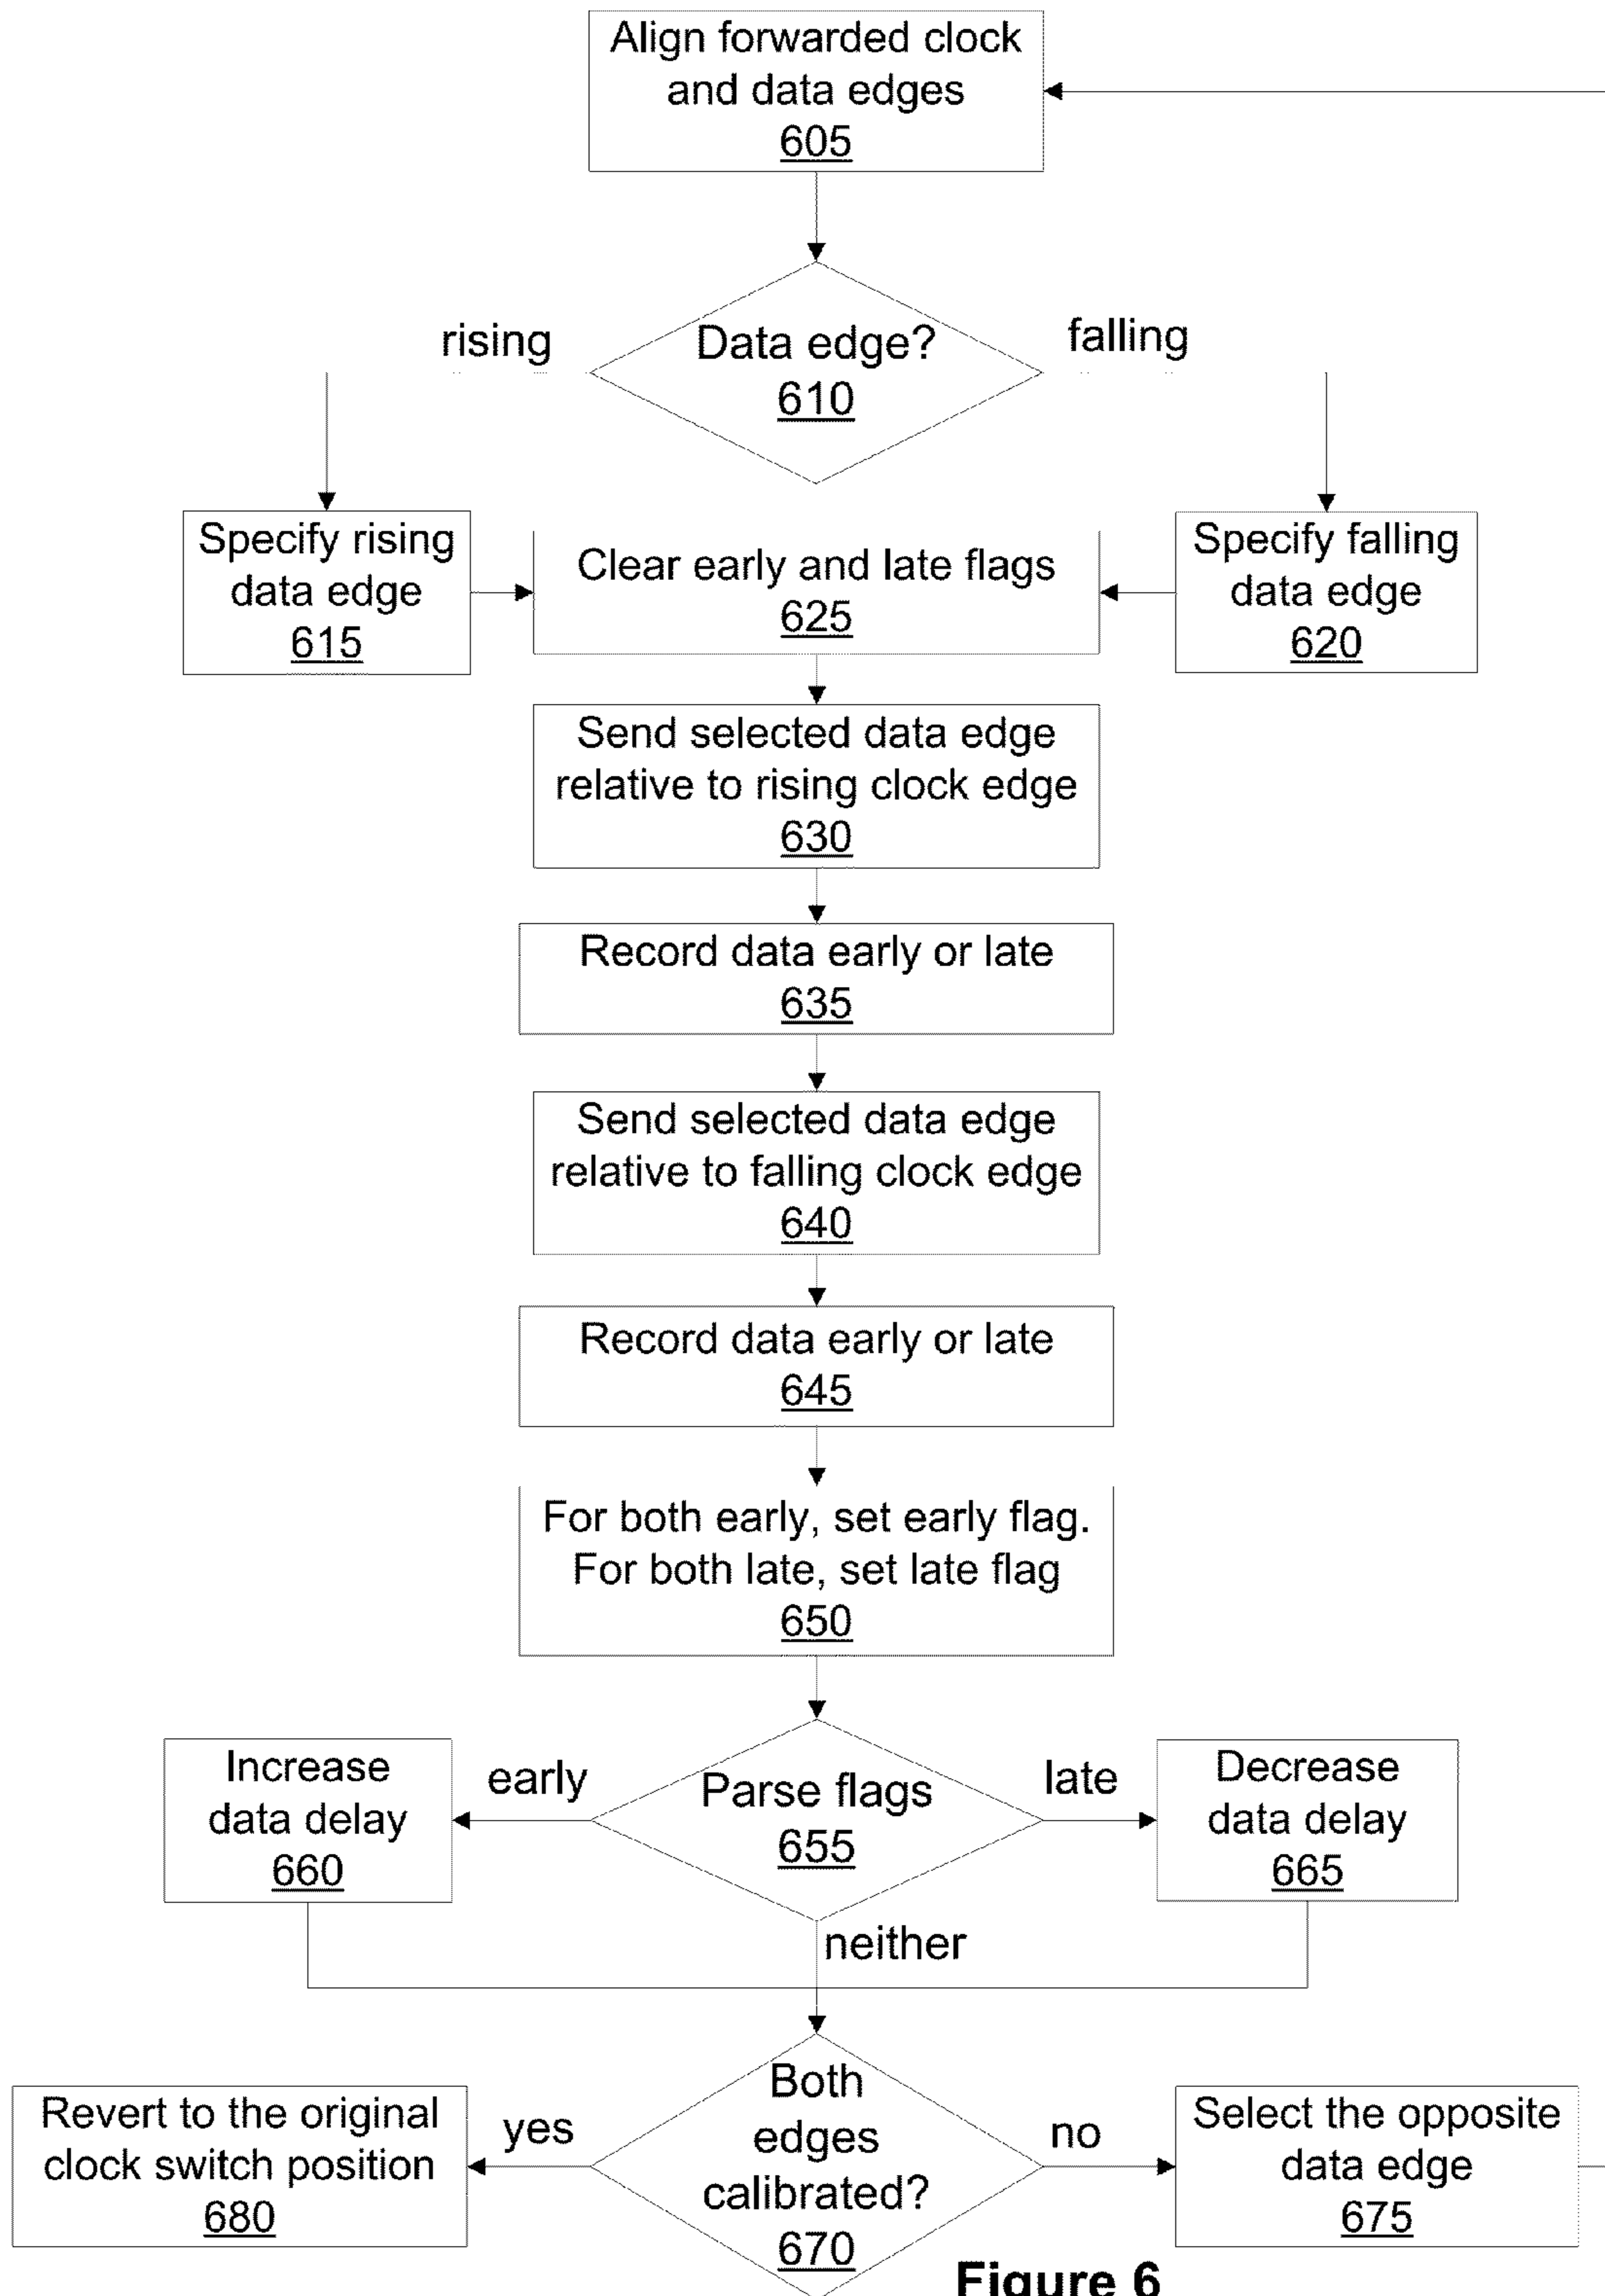 Align forwarded clock
and data edges
605
rising
Data edge?
falling
610
Specify rising
data edge
615
Clear early and late flags
625
Specify falling
data edge
620
Send selected data edge
relative to rising clock edge
630
Record data early or late
635
Send selected data edge
relative to falling clock edge
640
Record data early or late
645
For both early, set early flag.
For both late, set late flag
650
Increase
data delay
660
early
Parse flags
655
late
Decrease
data delay
665
neither
Revert to the original
clock switch position
680
yes
Both
edges
calibrated?
670
no
Select the opposite
data edge
675
Figure 6